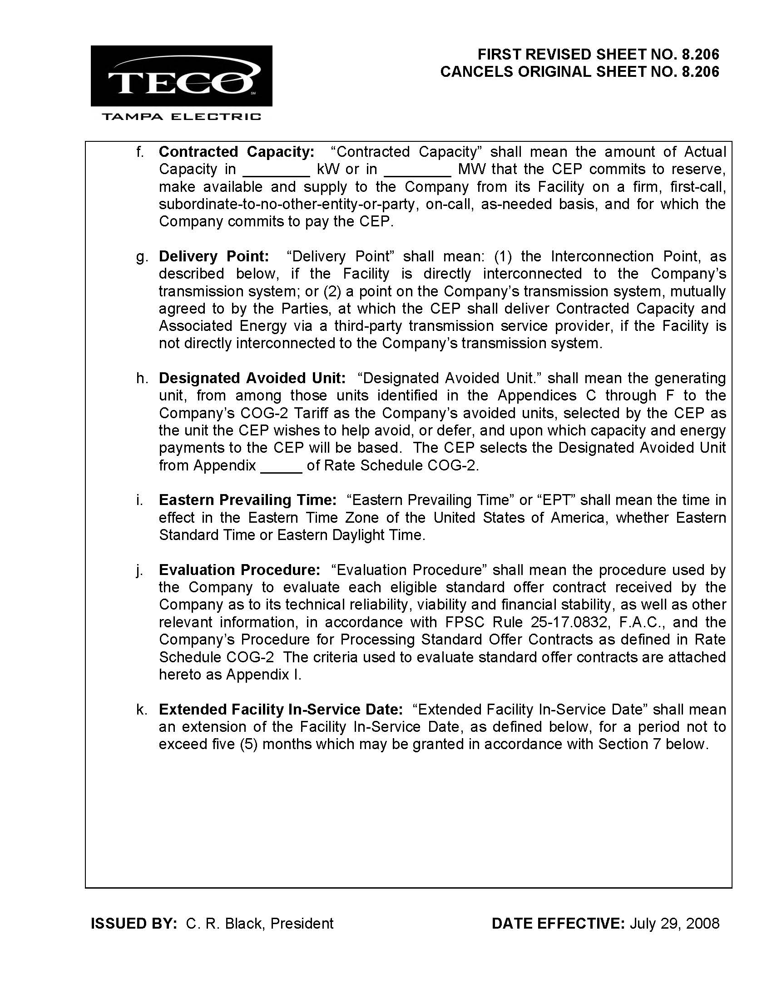 TECO
SM
TAMPA ELECTRIC
FIRST REVISED SHEET NO. 8.206
CANCELS ORIGINAL SHEET NO. 8.206
f. Contracted Capacity: “Contracted Capacity” shall mean the amount of Actual
Capacity in ________ kW or in ________ MW that the CEP commits to reserve,
make available and supply to the Company from its Facility on a firm, first-call,
subordinate-to-no-other-entity-or-party, on-call, as-needed basis, and for which the
Company commits to pay the CEP.
g. Delivery Point: “Delivery Point” shall mean: (1) the Interconnection Point, as
described below, if the Facility is directly interconnected to the Company’s
transmission system; or (2) a point on the Company’s transmission system, mutually
agreed to by the Parties, at which the CEP shall deliver Contracted Capacity and
Associated Energy via a third-party transmission service provider, if the Facility is
not directly interconnected to the Company’s transmission system.
h. Designated Avoided Unit: “Designated Avoided Unit.” shall mean the generating
unit, from among those units identified in the Appendices C through F to the
Company’s COG-2 Tariff as the Company’s avoided units, selected by the CEP as
the unit the CEP wishes to help avoid, or defer, and upon which capacity and energy
payments to the CEP will be based. The CEP selects the Designated Avoided Unit
from Appendix _____ of Rate Schedule COG-2.
i. Eastern Prevailing Time: “Eastern Prevailing Time” or “EPT” shall mean the time in
effect in the Eastern Time Zone of the United States of America, whether Eastern
Standard Time or Eastern Daylight Time.
j. Evaluation Procedure: “Evaluation Procedure” shall mean the procedure used by
the Company to evaluate each eligible standard offer contract received by the
Company as to its technical reliability, viability and financial stability, as well as other
relevant information, in accordance with FPSC Rule 25-17.0832, F.A.C., and the
Company’s Procedure for Processing Standard Offer Contracts as defined in Rate
Schedule COG-2 The criteria used to evaluate standard offer contracts are attached
hereto as Appendix I.
k. Extended Facility In-Service Date: “Extended Facility In-Service Date” shall mean
an extension of the Facility In-Service Date, as defined below, for a period not to
exceed five (5) months which may be granted in accordance with Section 7 below.
ISSUED BY: C. R. Black, President
DATE EFFECTIVE: July 29, 2008